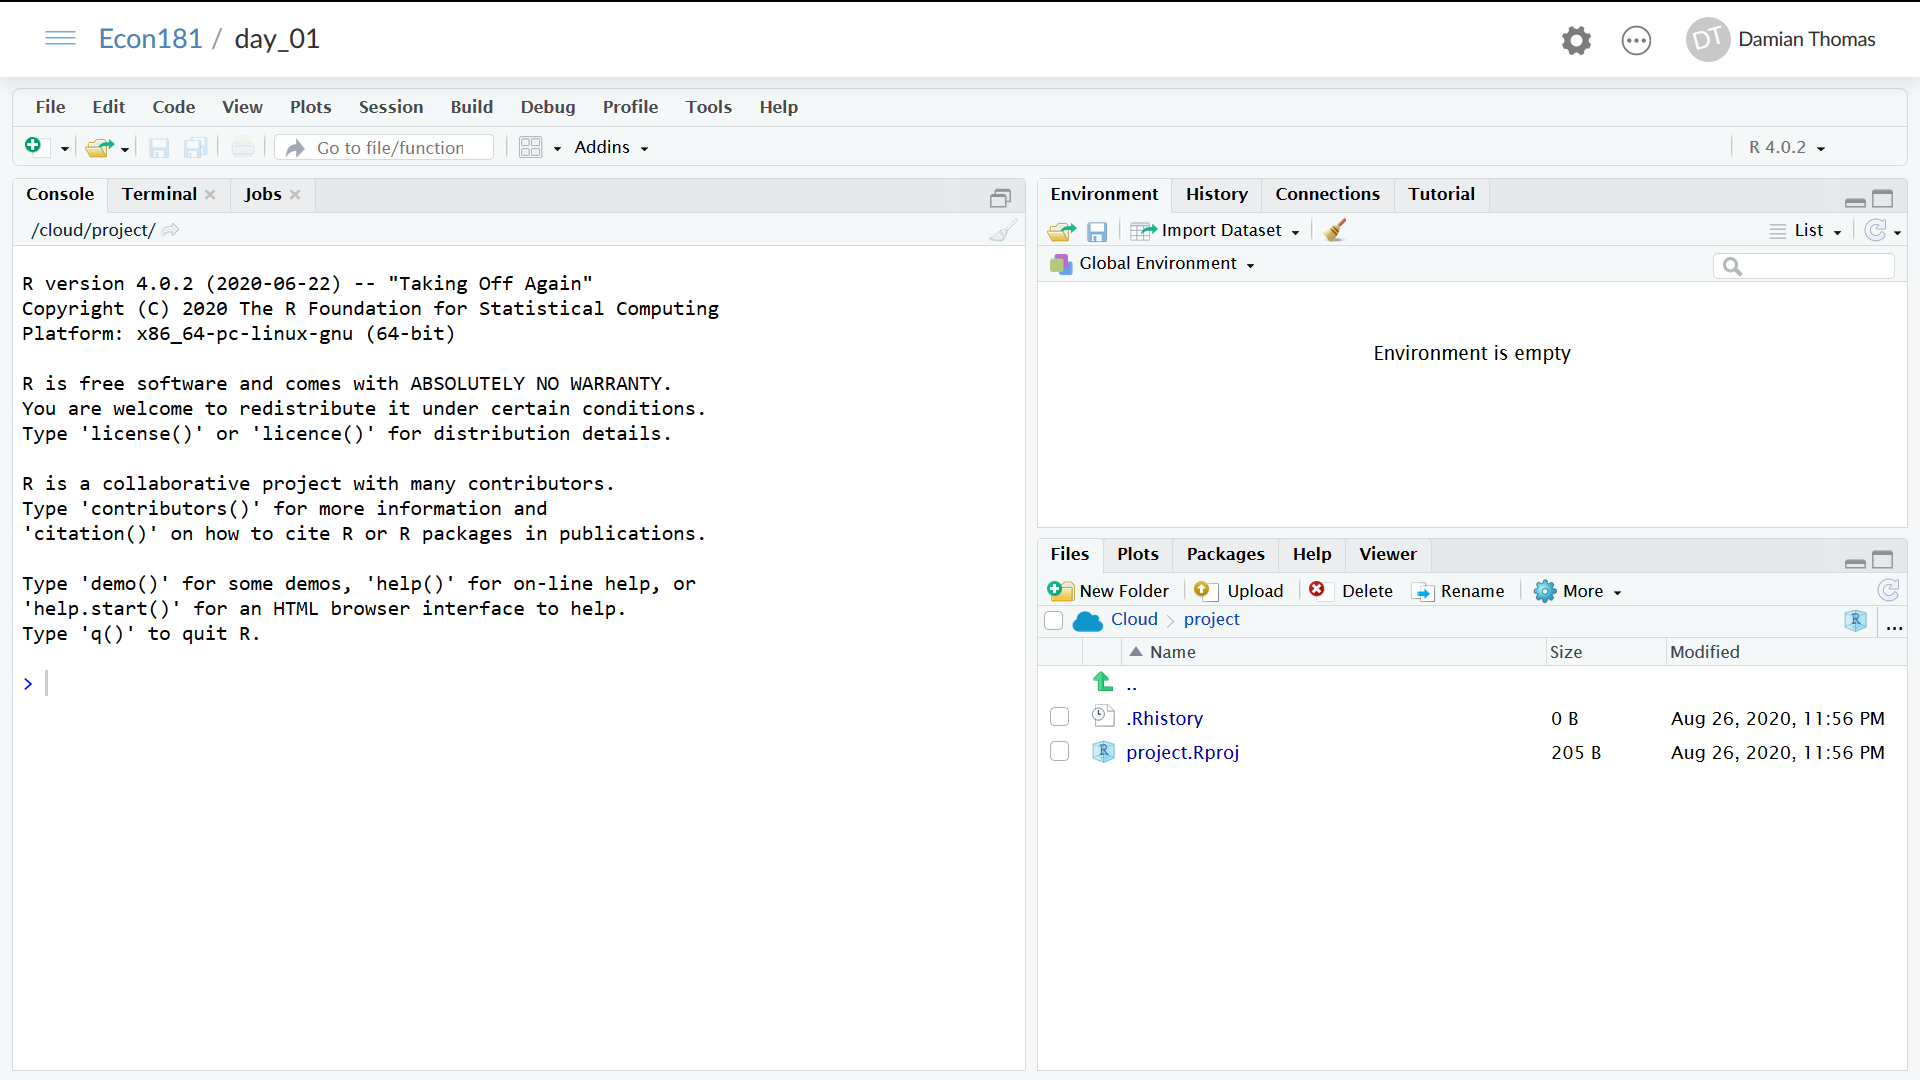 Econ181 / day_01
DT Damian Thomas
File Edit Code View Plots Session Build Debug Profile Tools Help
Go to file/function Addins R 4.0.2
Console Terminal Jobs
/cloud/project/
R version 4.0.2 (2020-06-22) -- "Taking Off Again"
Copyright (C) 2020 The R Foundation for Statistical Computing
Platform: x86_64-pc-linux-gnu (64-bit)
R is free software and comes with ABSOLUTELY NO WARRANTY.
You are welcome to redistribute it under certain conditions.
Type 'license()' or 'licence()' for distribution details.
R is a collaborative project with many contributors.
Type 'contributors()' for more information and
'citation()' on how to cite R or R packages in publications.
Type 'demo()' for some demos, 'help()' for on-line help, or
'help.start()' for an HTML browser interface to help.
Type 'q()' to quit R.
>
Environment History Connections Tutorial
Import Dataset List
Global Environment
Environment is empty
Files Plots Packages Help Viewer
New Folder Upload Delete Rename More
Cloud project R ...
Name Size Modified
..
.Rhistory 0 B Aug 26, 2020, 11:56 PM
R project.Rproj 205 B Aug 26, 2020, 11:56 PM